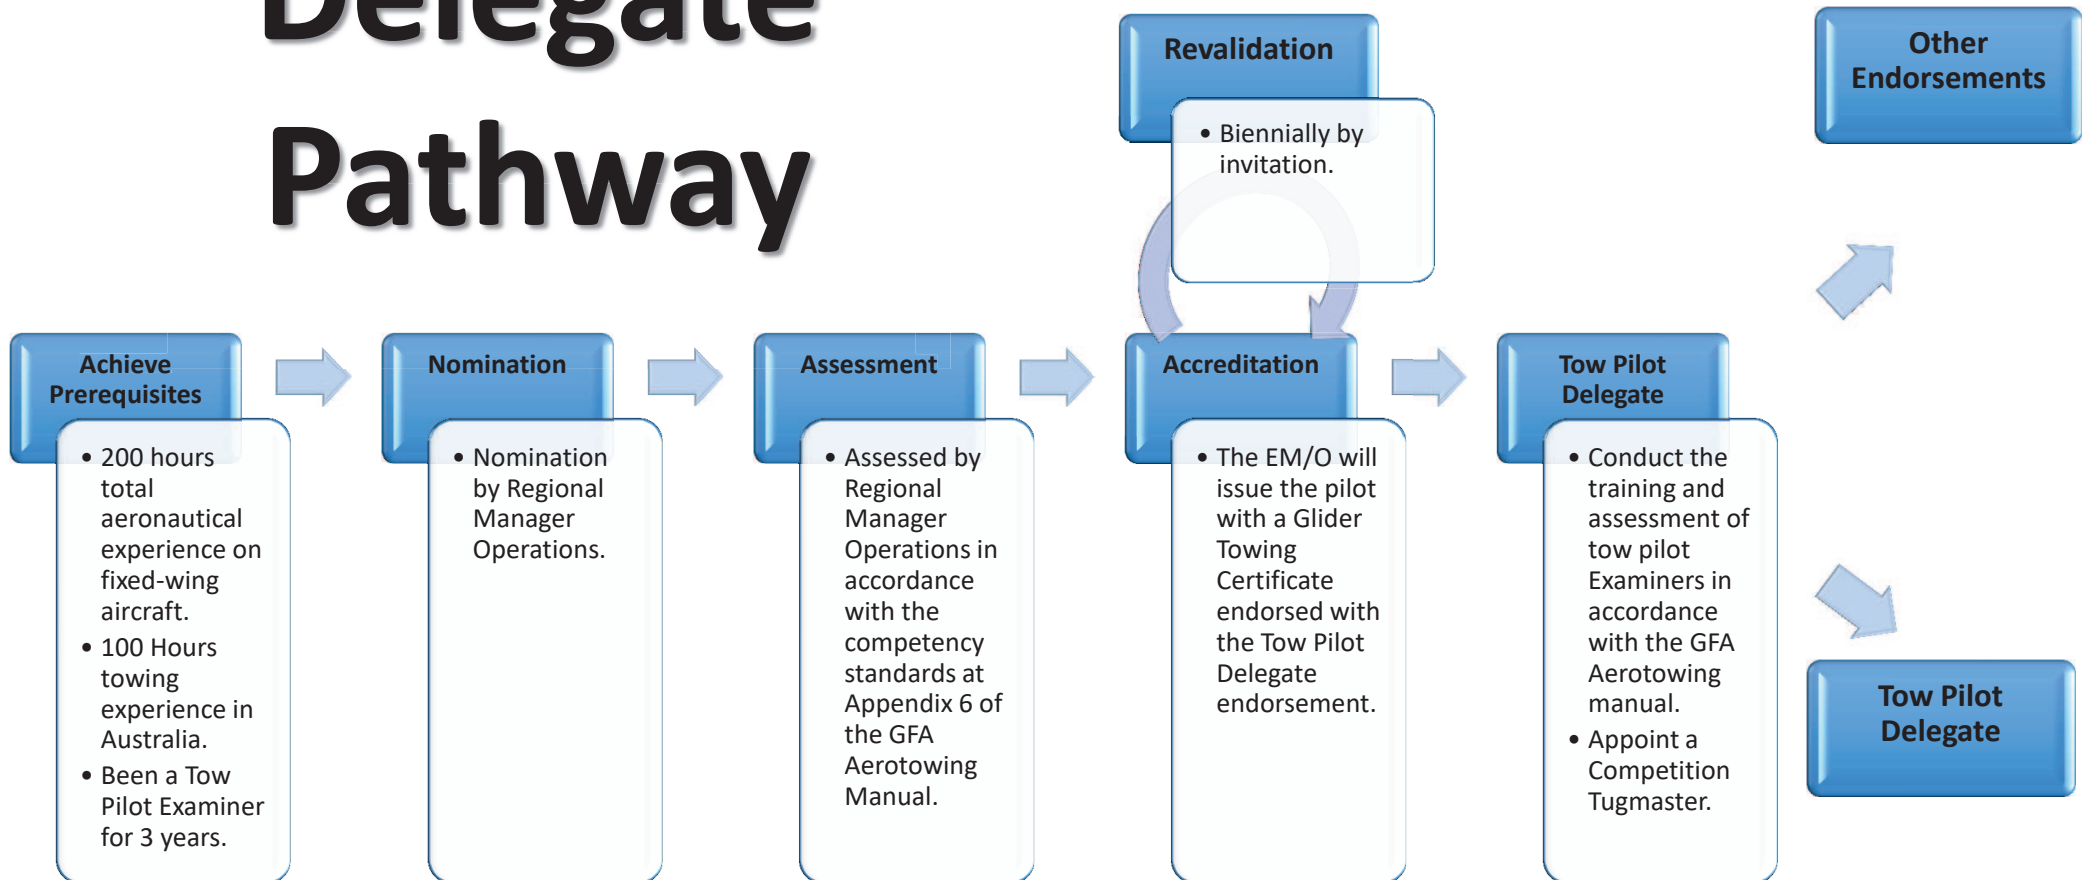 Delegate
Pathway
Revalidation
• Biennially by
invitation.
Other
Endorsements
Achieve
Prerequisites
• 200 hours
total
aeronautical
experience on
fixed-wing
aircraft.
• 100 Hours
towing
experience in
Australia.
• Been a Tow
Pilot Examiner
for 3 years.
Nomination
• Nomination
by Regional
Manager
Operations.
Assessment
• Assessed by
Regional
Manager
Operations in
accordance
with the
competency
standards at
Appendix 6 of
the GFA
Aerotowing
Manual.
Accreditation
• The EM/O will
issue the pilot
with a Glider
Towing
Certificate
endorsed with
the Tow Pilot
Delegate
endorsement.
Tow Pilot
Delegate
• Conduct the
training and
assessment of
tow pilot
Examiners in
accordance
with the GFA
Aerotowing
manual.
• Appoint a
Competition
Tugmaster.
Tow Pilot
Delegate